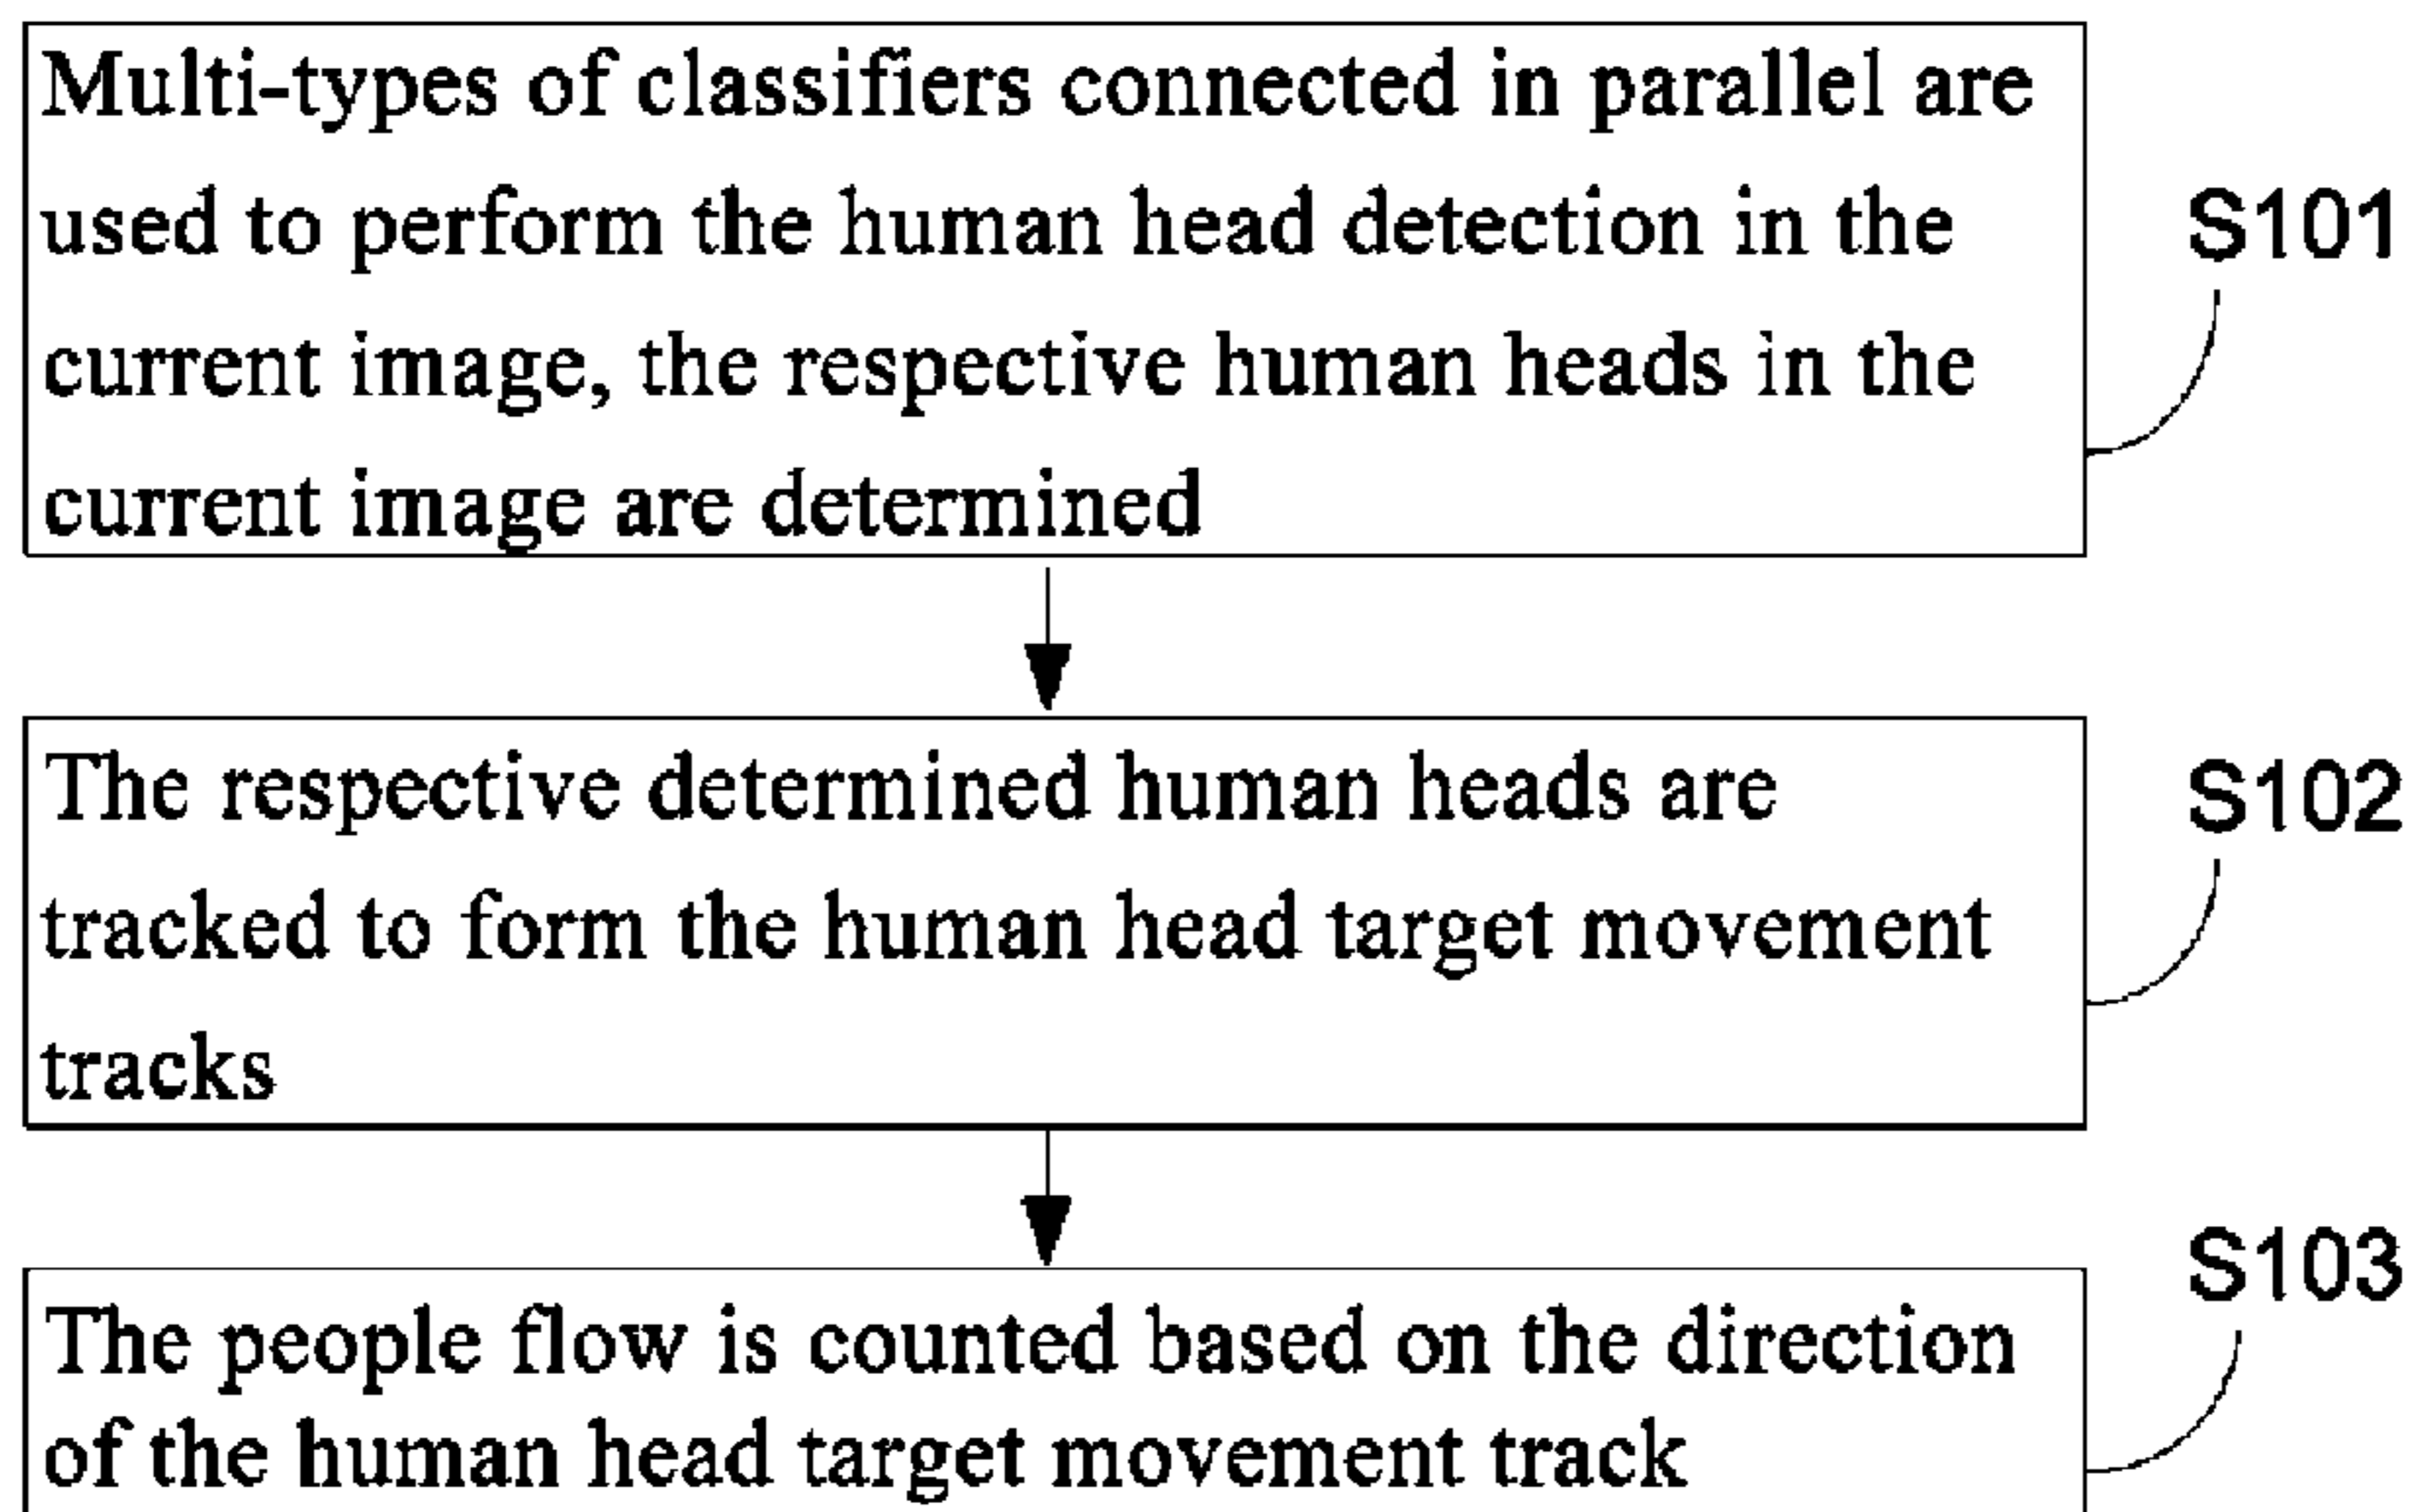 Multi-types of classifiers connected in parallel are
used to perform the human head detection in the
current image, the respective human heads in the
current image are determined
S101
The respective determined human heads are
tracked to form the human head target movement
tracks
S102
The people flow is counted based on the direction
of the human head target movement track
S103